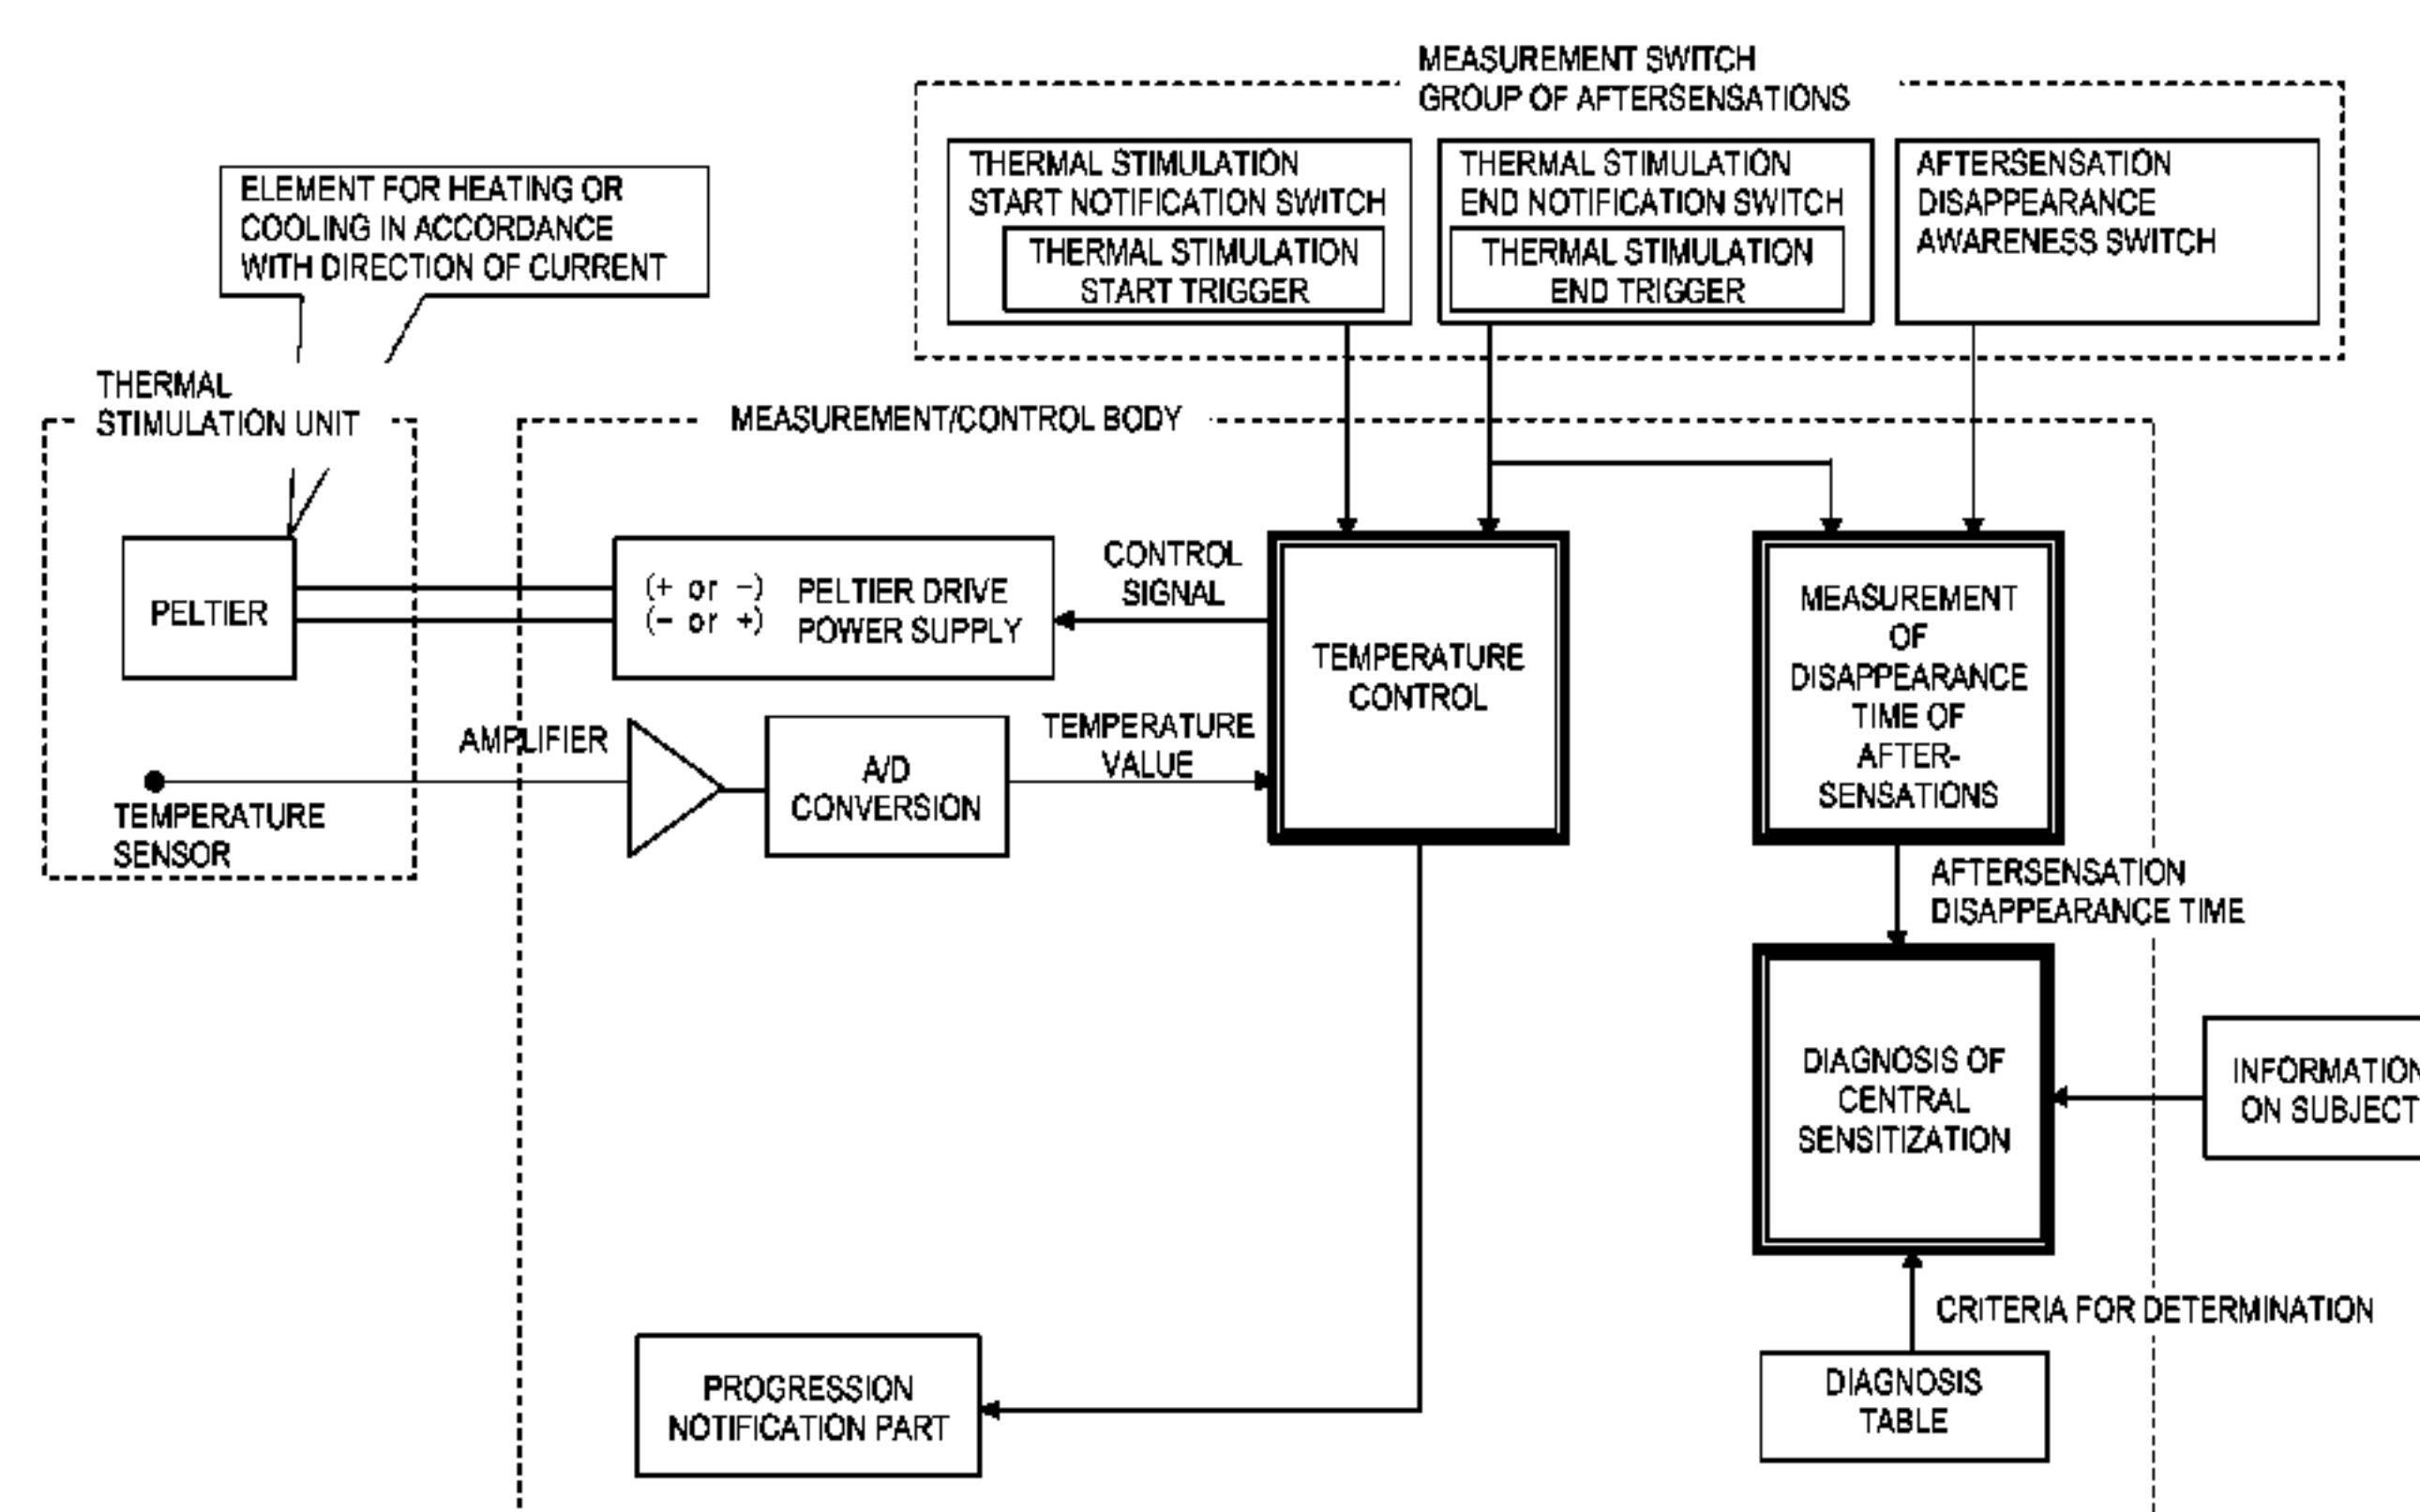 MEASUREMENT SWITCH
GROUP OF AFTERSENSATIONS
THERMAL STIMULATION
START NOTIFICATION SWITCH
THERMAL STIMULATION
START TRIGGER
THERMAL STIMULATION
END NOTIFICATION SWITCH
THERMAL STIMULATION
END TRIGGER
AFTERSENSATION
DISAPPEARANCE
AWARENESS SWITCH
ELEMENT FOR HEATING OR
COOLING IN ACCORDANCE
WITH DIRECTION OF CURRENT
THERMAL
STIMULATION UNIT
MEASUREMENT/CONTROL BODY
PELTIER
(+ or −)
(− or +)
PELTIER DRIVE
POWER SUPPLY
CONTROL
SIGNAL
TEMPERATURE
CONTROL
MEASUREMENT
OF
DISAPPEARANCE
TIME OF
AFTER-
SENSATIONS
AMPLIFIER
A/D
CONVERSION
TEMPERATURE
VALUE
TEMPERATURE
SENSOR
AFTERSENSATION
DISAPPEARANCE TIME
DIAGNOSIS OF
CENTRAL
SENSITIZATION
INFORMATION
ON SUBJECT
CRITERIA FOR DETERMINATION
DIAGNOSIS
TABLE
PROGRESSION
NOTIFICATION PART